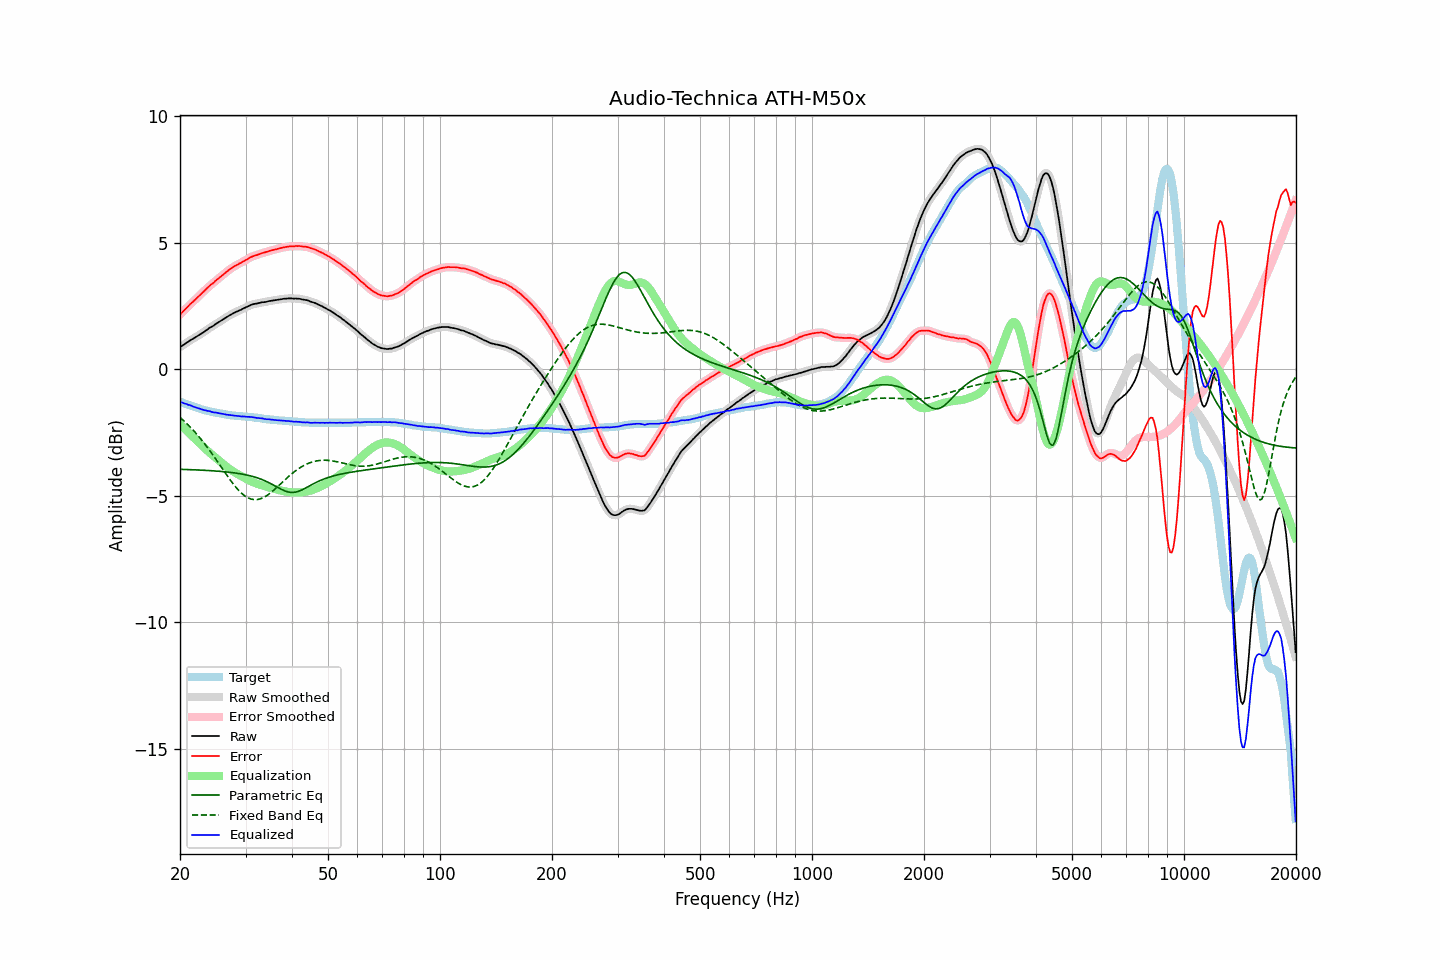 Audio-Technica ATH-M50x
10
5
0
−5
−10
−15
Amplitude (dBr)
Target
Raw Smoothed
Error Smoothed
Raw
Error
Equalization
Parametric Eq
Fixed Band Eq
Equalized
20 50 100 200 500 1000 2000 5000 10000 20000
Frequency (Hz)